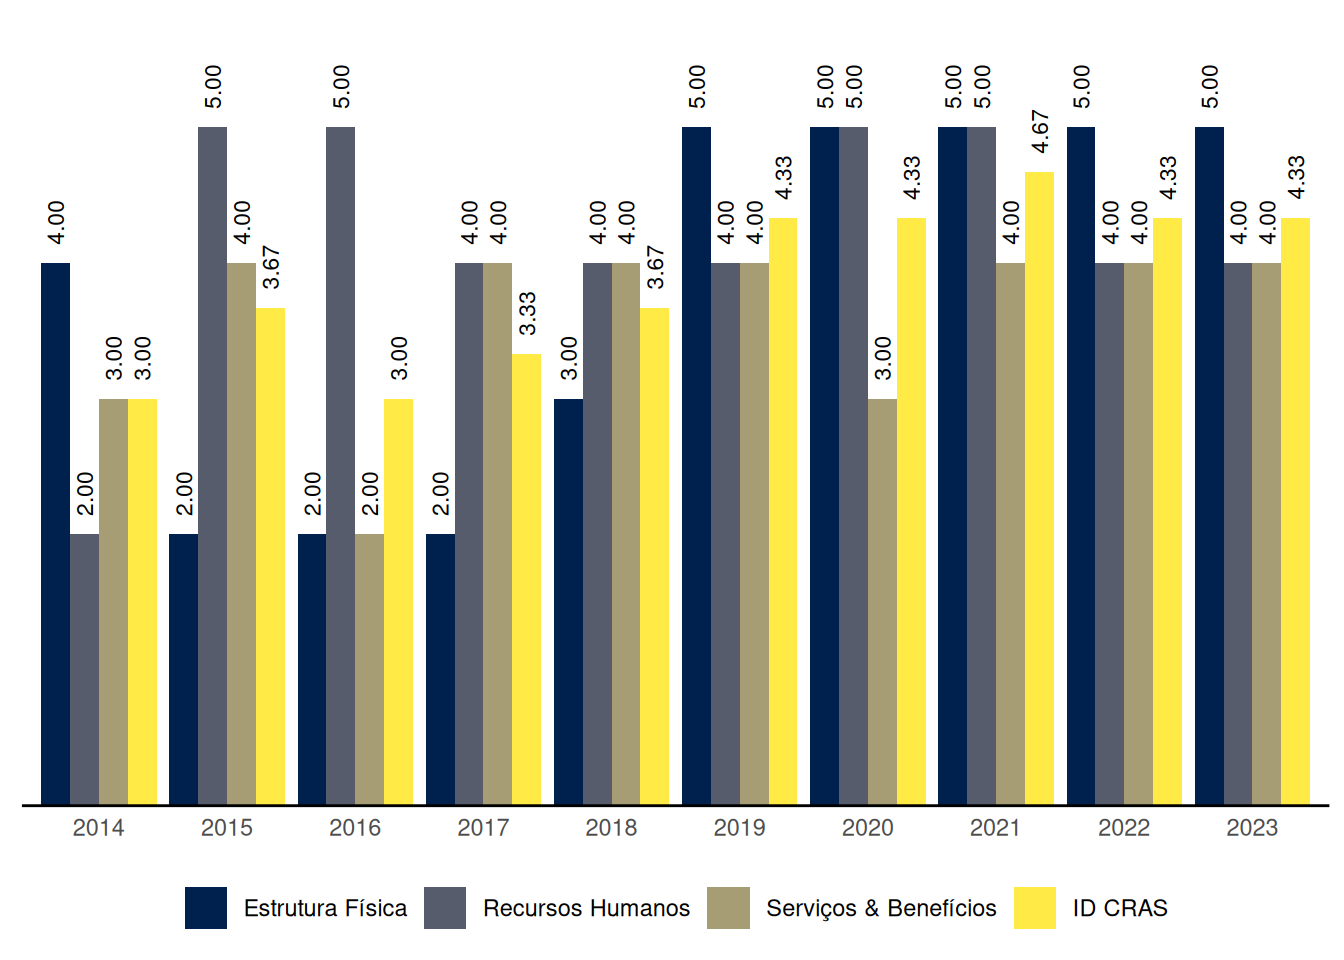 5.00 5.00 5.00 5.00 5.00 5.00 5.00 5.00 5.00
4.67
4.33 4.33 4.33 4.33
4.00 4.00 4.00 4.00 4.00 4.00 4.00 4.00 4.00 4.00 4.00 4.00 4.00
3.67 3.67
3.33
3.00 3.00 3.00 3.00 3.00
2.00 2.00 2.00 2.00 2.00
2014 2015 2016 2017 2018 2019 2020 2021 2022 2023
Estrutura Física Recursos Humanos Serviços & Benefícios ID CRAS